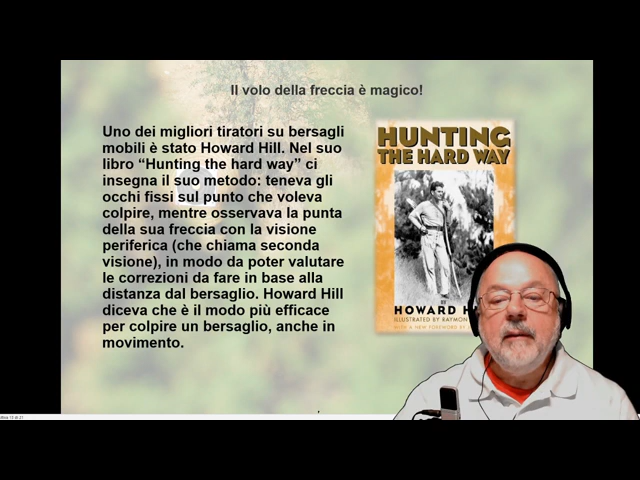 Il volo della freccia è magico!
Uno dei migliori tiratori su bersagli
mobili è stato Howard Hill. Nel suo
libro “Hunting the hard way” ci
insegna il suo metodo: teneva gli
occhi fissi sul punto che voleva
colpire, mentre osservava la punta
della sua freccia con la visione
periferica (che chiama seconda
visione), in modo da poter valutare
le correzioni da fare in base alla
distanza dal bersaglio. Howard Hill
diceva che è il modo più efficace
per colpire un bersaglio, anche in
movimento.
HUNTING
THE HARD WAY
BY
HOWARD H
ILLUSTRATED BY RAYMON
WITH A NEW FOREWORD BY
13 di 21